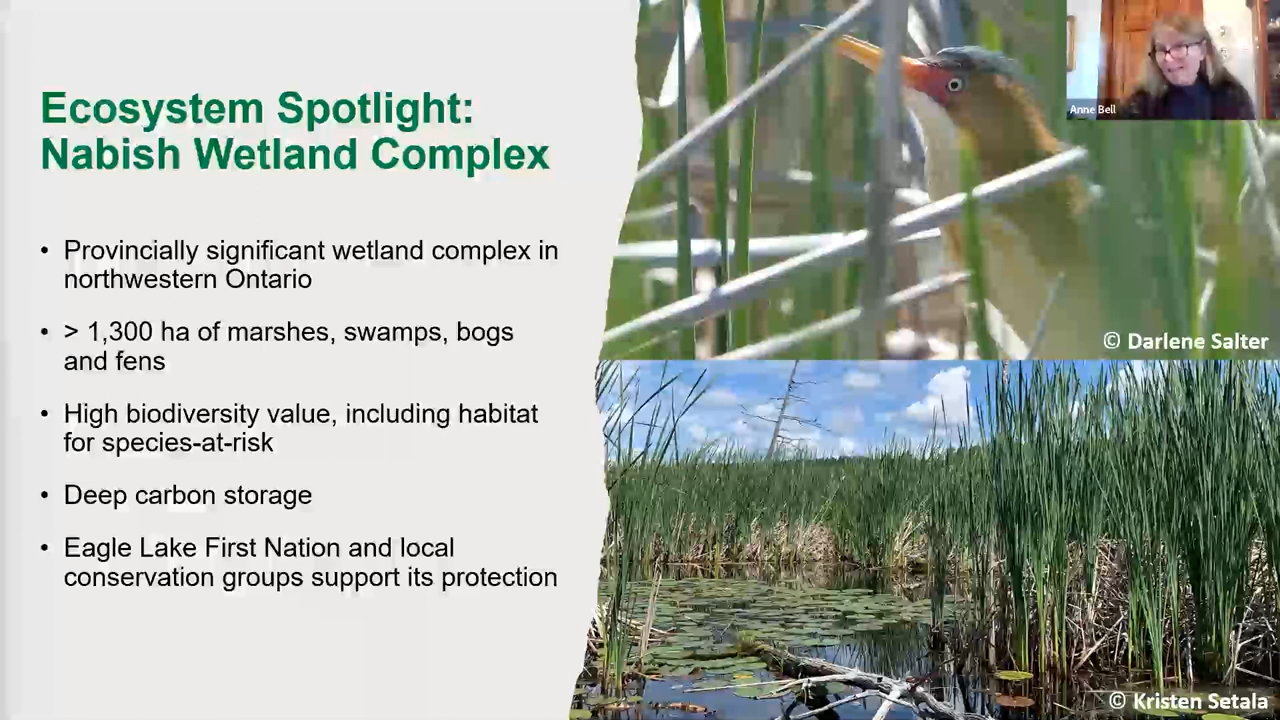 Ecosystem Spotlight:
Nabish Wetland Complex
• Provincially significant wetland complex in
northwestern Ontario
• > 1,300 ha of marshes, swamps, bogs
and fens
• High biodiversity value, including habitat
for species-at-risk
• Deep carbon storage
• Eagle Lake First Nation and local
conservation groups support its protection
Anne Bell
© Darlene Salter
© Kristen Setala